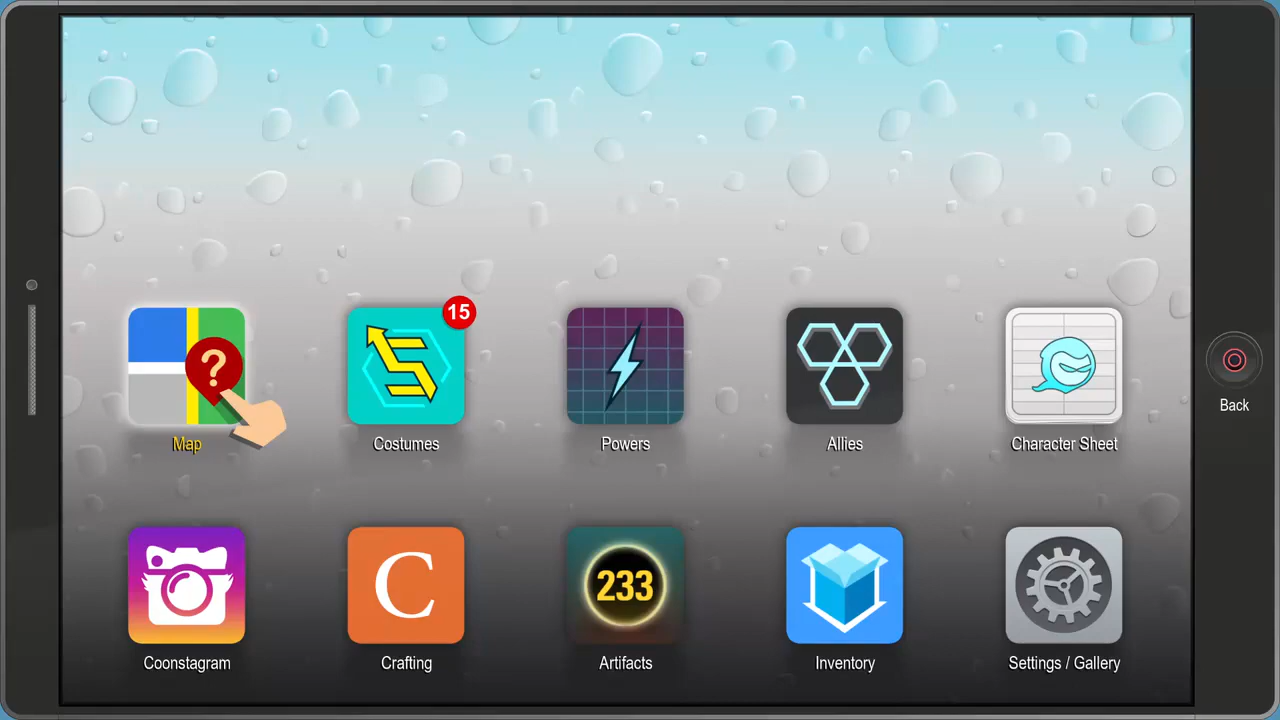 ?
15
Map
Costumes
Powers
Allies
Character Sheet
Back
C
233
Coonstagram
Crafting
Artifacts
Inventory
Settings / Gallery